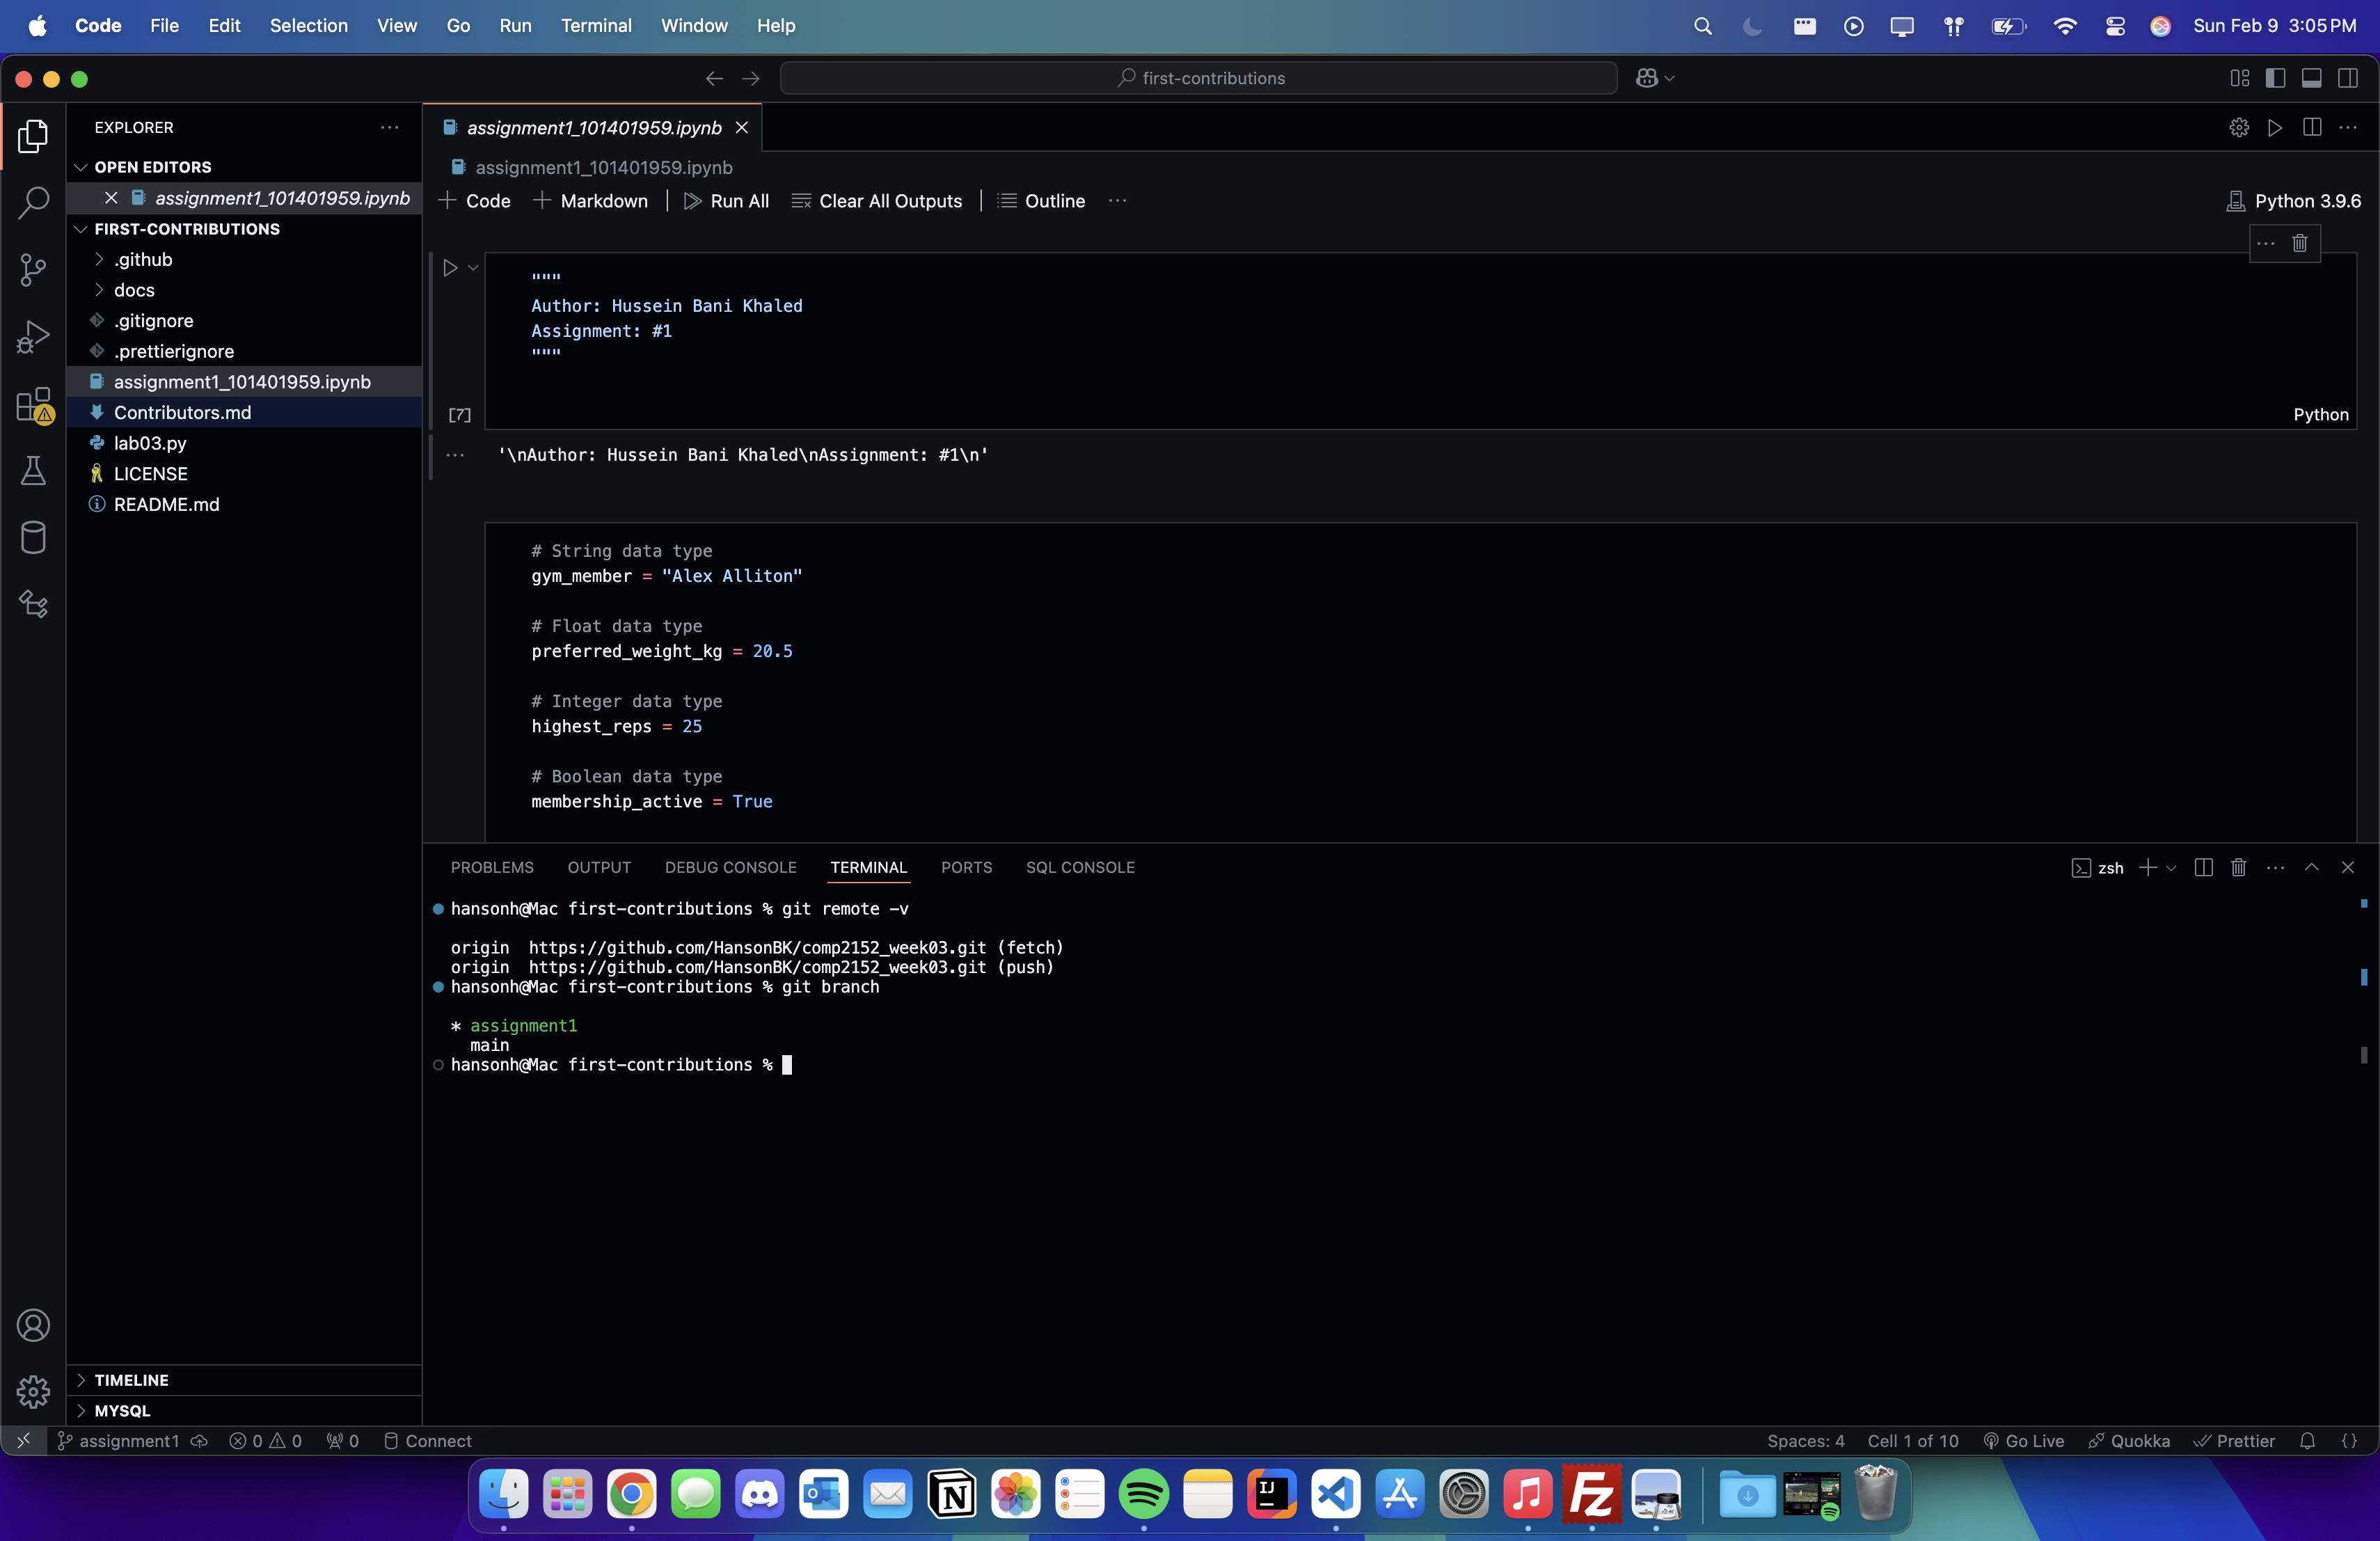 Code File Edit Selection View Go Run Terminal Window Help Sun Feb 9 3:05 PM
first-contributions
EXPLORER
OPEN EDITORS
assignment1_101401959.ipynb
FIRST-CONTRIBUTIONS
.github
docs
.gitignore
.prettierignore
assignment1_101401959.ipynb
Contributors.md
lab03.py
LICENSE
README.md
TIMELINE
MYSQL
assignment1_101401959.ipynb
assignment1_101401959.ipynb
Code Markdown Run All Clear All Outputs Outline Python 3.9.6
"""
Author: Hussein Bani Khaled
Assignment: #1
"""
[7] Python
'\nAuthor: Hussein Bani Khaled\nAssignment: #1\n'
# String data type
gym_member = "Alex Alliton"
# Float data type
preferred_weight_kg = 20.5
# Integer data type
highest_reps = 25
# Boolean data type
membership_active = True
PROBLEMS OUTPUT DEBUG CONSOLE TERMINAL PORTS SQL CONSOLE zsh
hansonh@Mac first-contributions % git remote -v
origin https://github.com/HansonBK/comp2152_week03.git (fetch)
origin https://github.com/HansonBK/comp2152_week03.git (push)
hansonh@Mac first-contributions % git branch
* assignment1
main
hansonh@Mac first-contributions %
assignment1 0 0 0 Connect Spaces: 4 Cell 1 of 10 Go Live Quokka Prettier {}
N IJ Fz